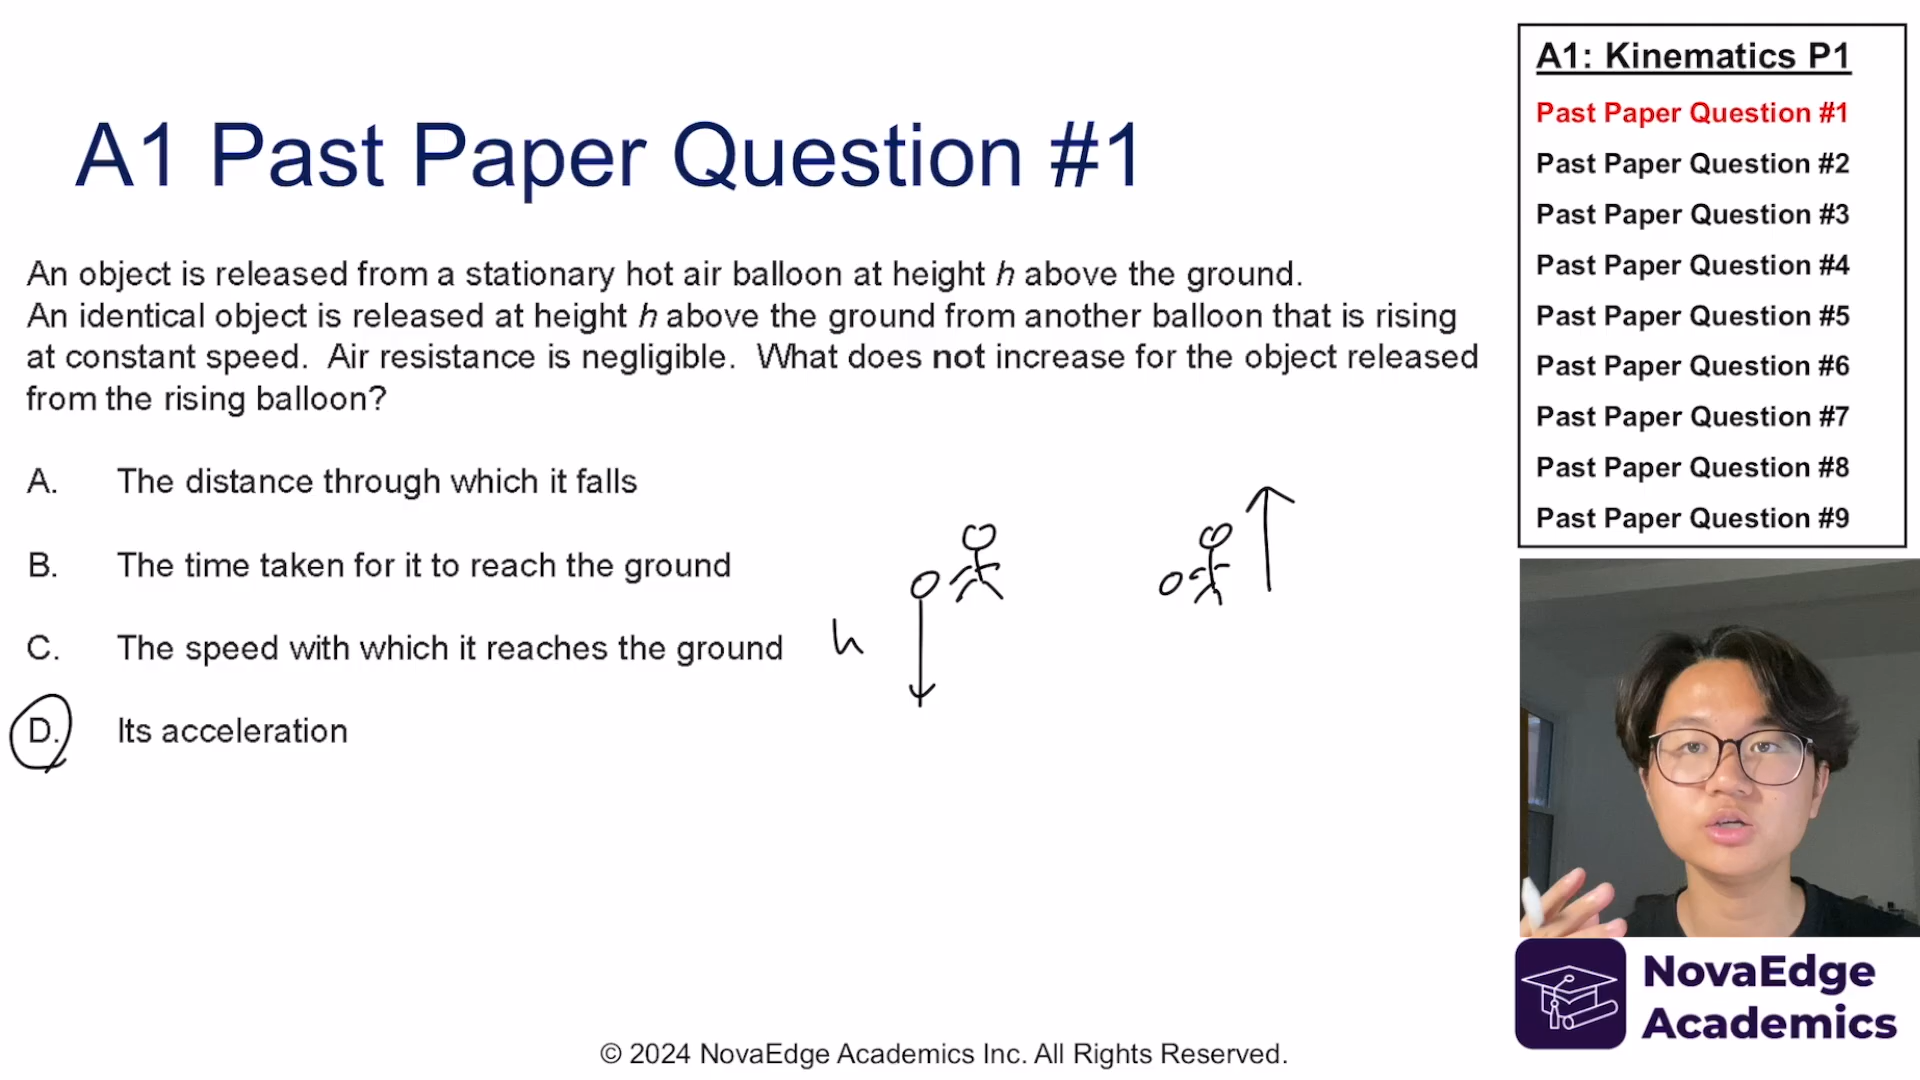 A1 Past Paper Question #1
An object is released from a stationary hot air balloon at height h above the ground.
An identical object is released at height h above the ground from another balloon that is rising
at constant speed. Air resistance is negligible. What does not increase for the object released
from the rising balloon?
A. The distance through which it falls
B. The time taken for it to reach the ground
C. The speed with which it reaches the ground
D. Its acceleration
h
A1: Kinematics P1
Past Paper Question #1
Past Paper Question #2
Past Paper Question #3
Past Paper Question #4
Past Paper Question #5
Past Paper Question #6
Past Paper Question #7
Past Paper Question #8
Past Paper Question #9
NovaEdge
Academics
© 2024 NovaEdge Academics Inc. All Rights Reserved.